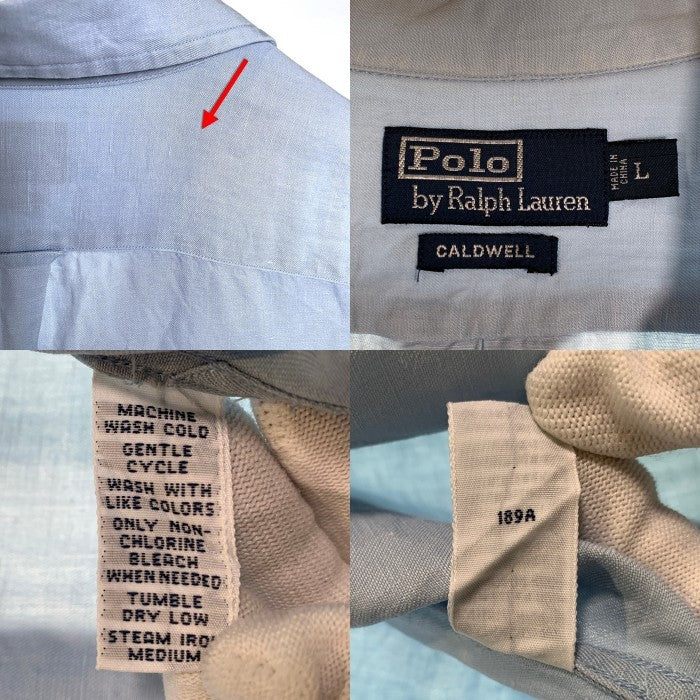 Polo
by Ralph Lauren
MADE IN
CHINA
L
CALDWELL
MACHINE
WASH COLD
GENTLE
CYCLE
WASH WITH
LIKE COLORS
ONLY NON-
CHLORINE
BLEACH
WHEN NEEDED
TUMBLE
DRY LOW
STEAM IRON
MEDIUM
189A